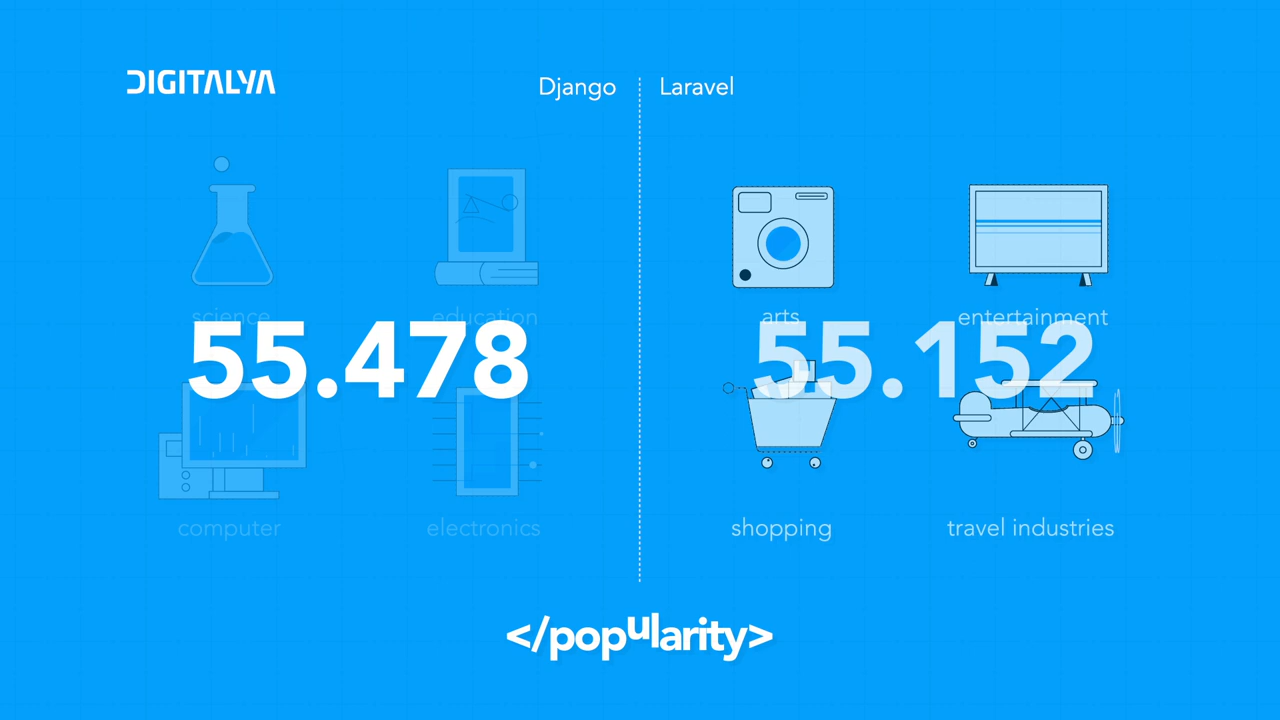 DIGITALYA
Django
Laravel
science
education
arts
entertainment
55.478
55.152
computer
electronics
shopping
travel industries
</popularity>